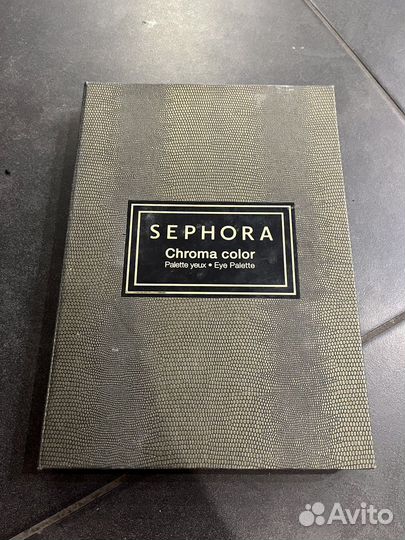 SEPHORA
Chroma color
Palette yeux • Eye Palette
Avito